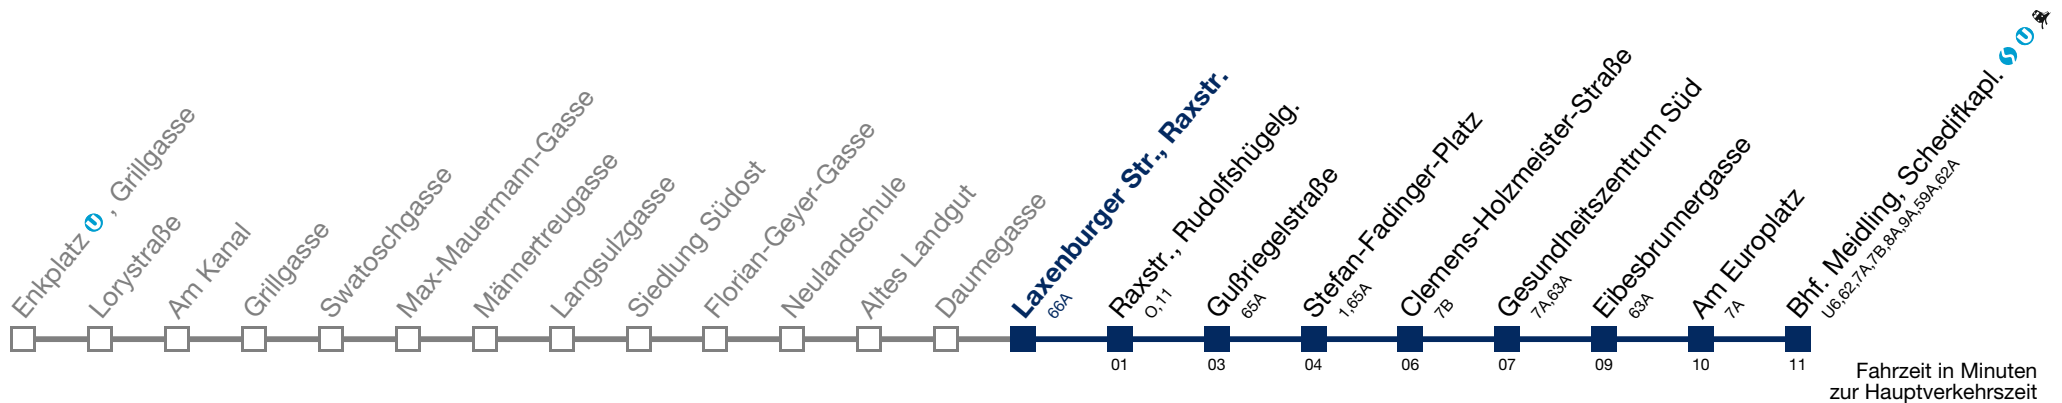 Enkplatz U, Grillgasse
Lorystraße
Am Kanal
Grillgasse
Swatoschgasse
Max-Mauermann-Gasse
Männertreugasse
Langsulzgasse
Siedlung Südost
Florian-Geyer-Gasse
Neulandschule
Altes Landgut
Daumegasse
Laxenburger Str., Raxstr.
66A
Raxstr., Rudolfshügelg.
O,11
01
Gußriegelstraße
65A
03
Stefan-Fadinger-Platz
1,65A
04
Clemens-Holzmeister-Straße
7B
06
Gesundheitszentrum Süd
7A,63A
07
Eibesbrunnergasse
63A
09
Am Europlatz
7A
10
Bhf. Meidling, Schedifkapl. S U
U6,62,7A,7B,8A,9A,59A,62A
11
Fahrzeit in Minuten
zur Hauptverkehrszeit